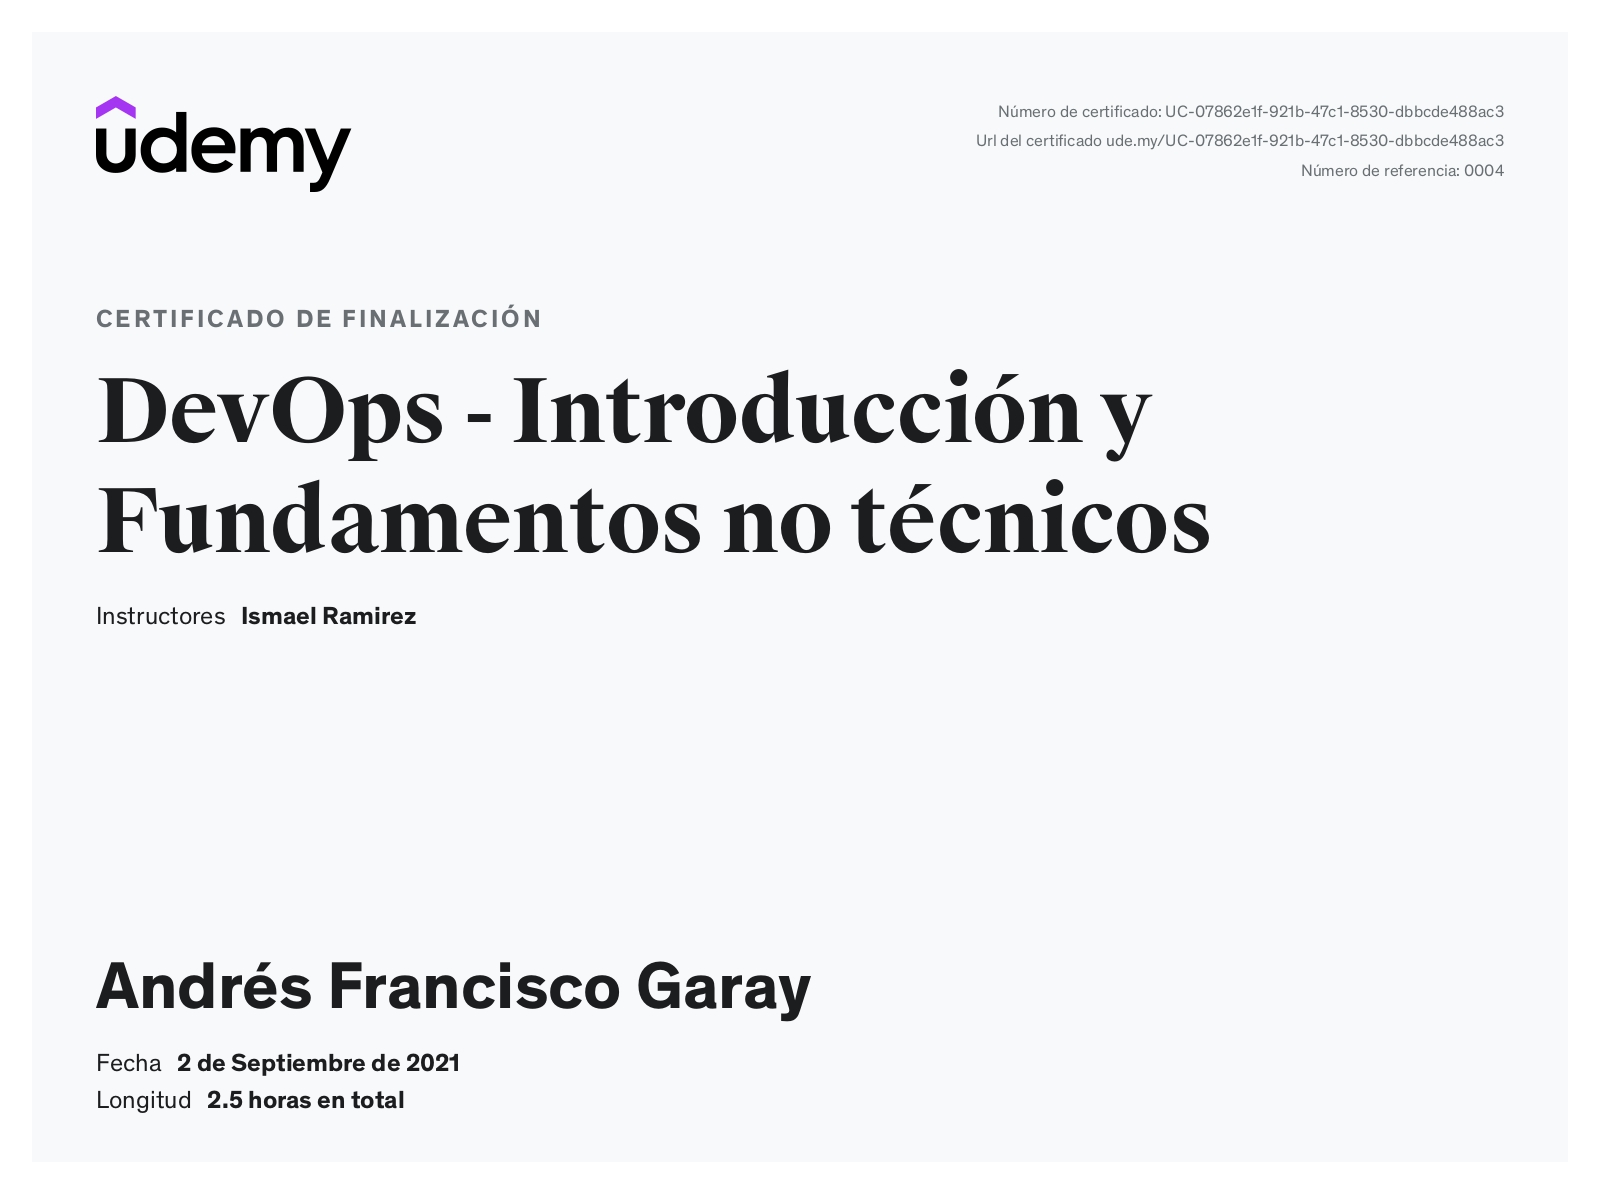 udemy
Número de certificado: UC-07862e1f-921b-47c1-8530-dbbcde488ac3
Url del certificado ude.my/UC-07862e1f-921b-47c1-8530-dbbcde488ac3
Número de referencia: 0004
CERTIFICADO DE FINALIZACIÓN
DevOps - Introducción y
Fundamentos no técnicos
Instructores Ismael Ramirez
Andrés Francisco Garay
Fecha 2 de Septiembre de 2021
Longitud 2.5 horas en total